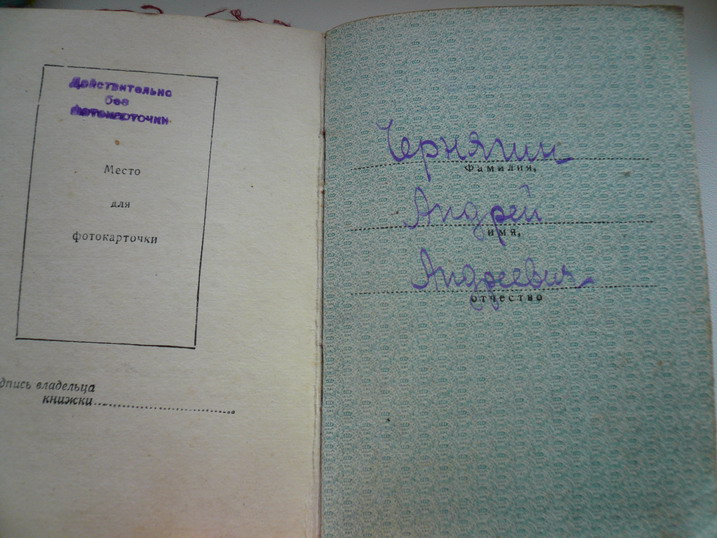 Действительно
без
фотокарточки
Место
для
фотокарточки
дпись владельца
книжки
Чернягин
Фамилия,
Андрей
имя,
Андреевич
отчество